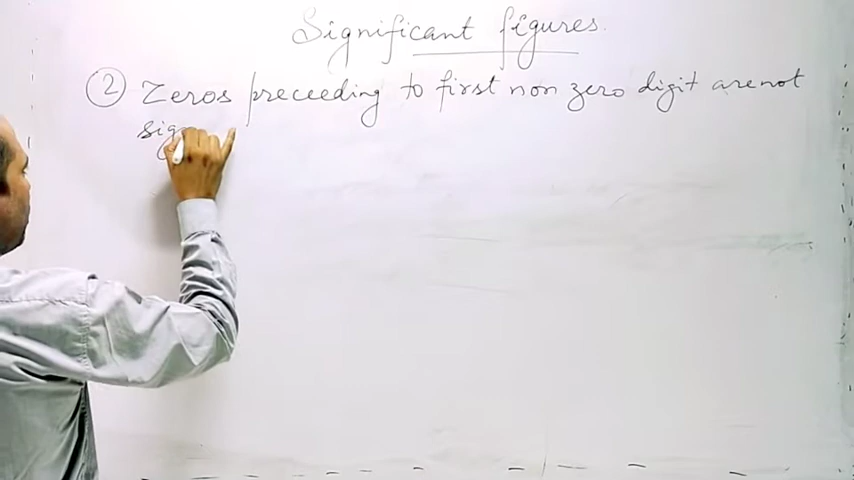 Significant figures.
② Zeros preceeding to first non zero digit are not
sig